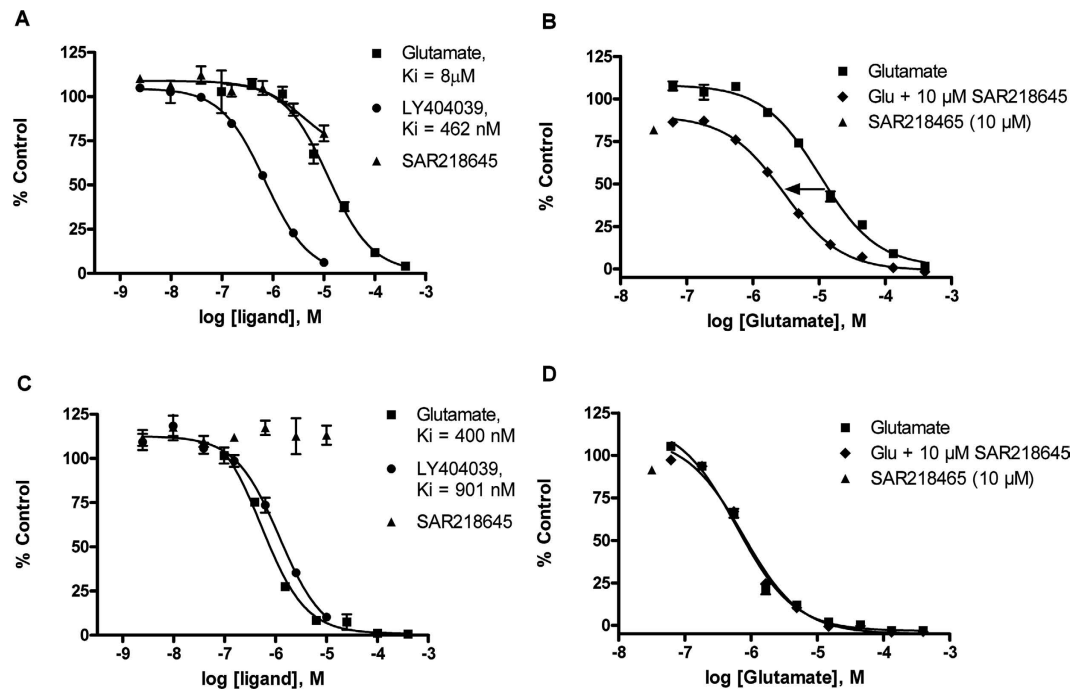 A
125
100
75
50
25
0
% Control
-9 -8 -7 -6 -5 -4 -3
log [ligand], M
Glutamate,
Ki = 8μM
LY404039,
Ki = 462 nM
SAR218645
B
125
100
75
50
25
0
% Control
-8 -7 -6 -5 -4 -3
log [Glutamate], M
Glutamate
Glu + 10 μM SAR218645
SAR218465 (10 μM)
C
125
100
75
50
25
0
% Control
-9 -8 -7 -6 -5 -4 -3
log [ligand], M
Glutamate,
Ki = 400 nM
LY404039,
Ki = 901 nM
SAR218645
D
125
100
75
50
25
0
% Control
-8 -7 -6 -5 -4 -3
log [Glutamate], M
Glutamate
Glu + 10 μM SAR218645
SAR218465 (10 μM)